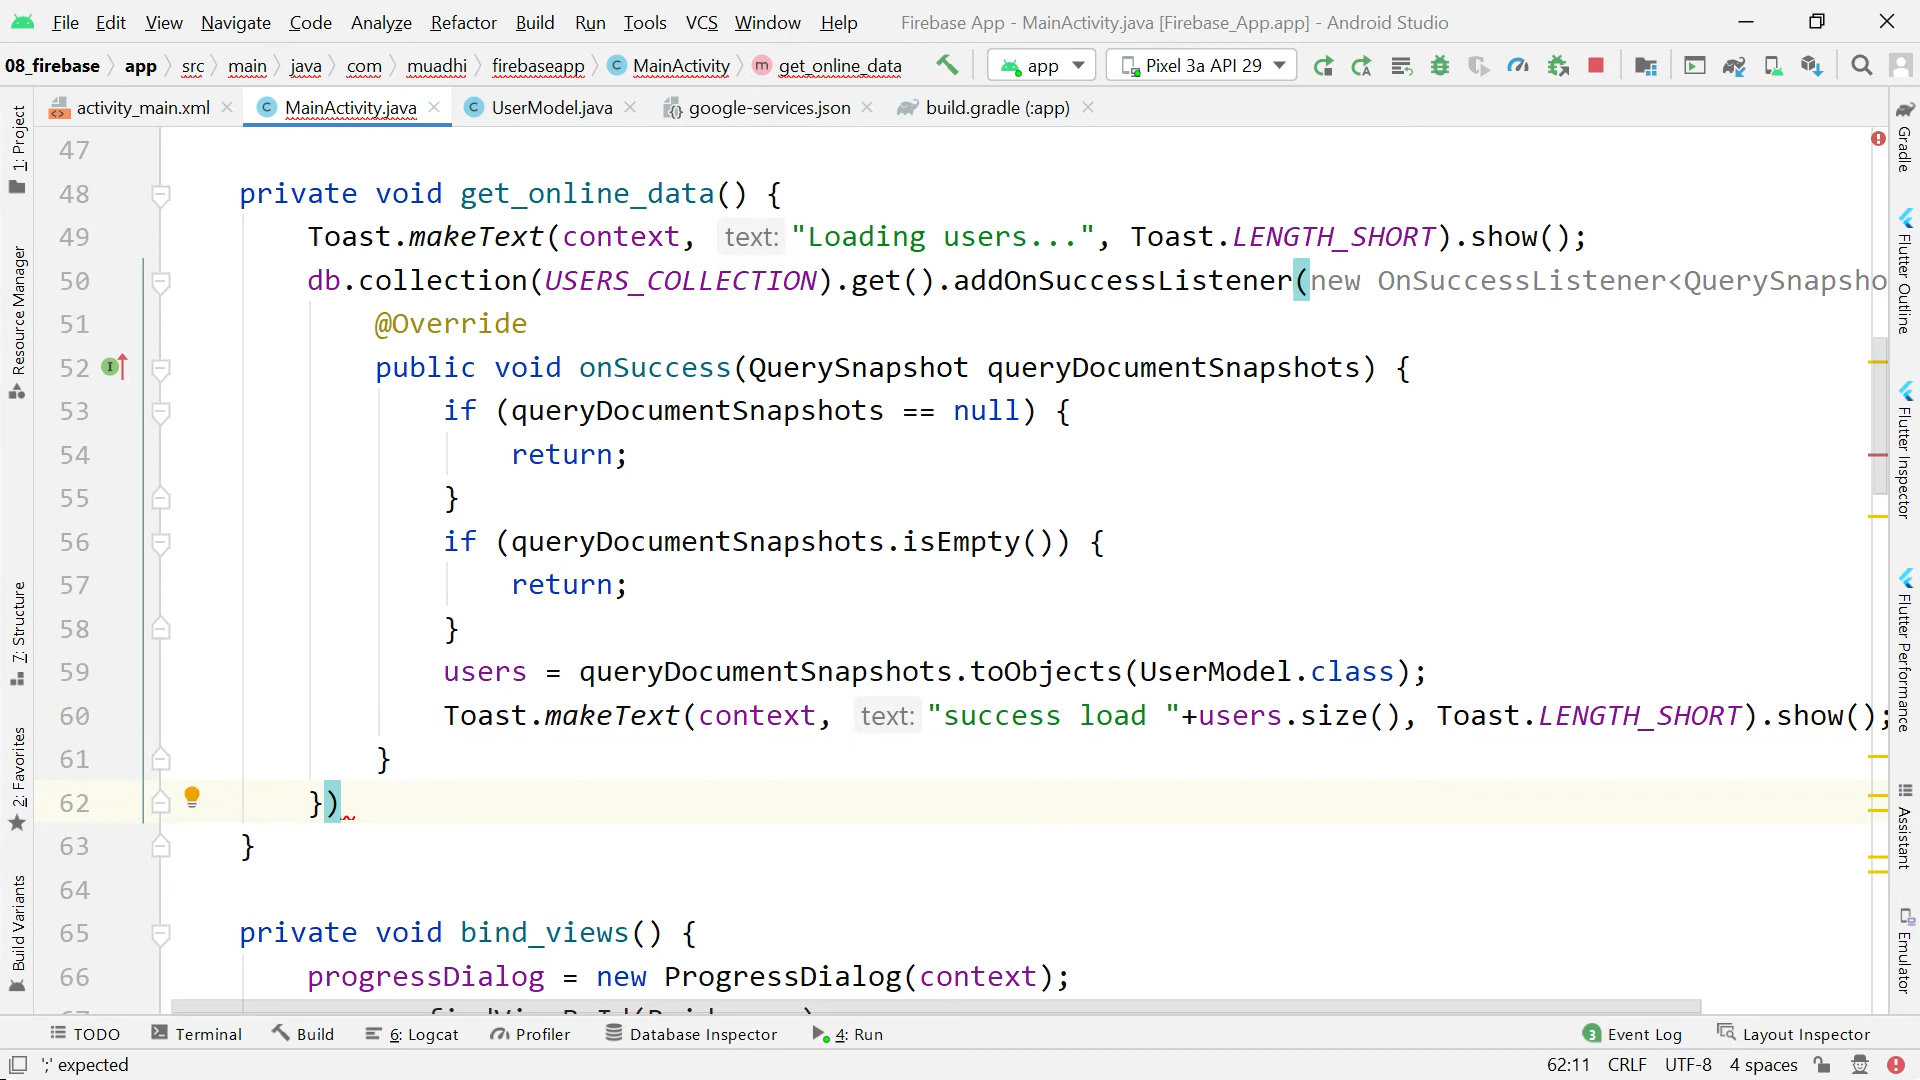 File Edit View Navigate Code Analyze Refactor Build Run Tools VCS Window Help Firebase App - MainActivity.java [Firebase_App.app] - Android Studio
08_firebase app src main java com muadhi firebaseapp C MainActivity m get_online_data app Pixel 3a API 29
activity_main.xml C MainActivity.java C UserModel.java google-services.json build.gradle (:app)
1: Project
Resource Manager
7: Structure
2: Favorites
Build Variants
47
48 private void get_online_data() {
49 Toast.makeText(context, text: "Loading users...", Toast.LENGTH_SHORT).show();
50 db.collection(USERS_COLLECTION).get().addOnSuccessListener(new OnSuccessListener<QuerySnapsho
51 @Override
52 public void onSuccess(QuerySnapshot queryDocumentSnapshots) {
53 if (queryDocumentSnapshots == null) {
54 return;
55 }
56 if (queryDocumentSnapshots.isEmpty()) {
57 return;
58 }
59 users = queryDocumentSnapshots.toObjects(UserModel.class);
60 Toast.makeText(context, text: "success load "+users.size(), Toast.LENGTH_SHORT).show();
61 }
62 })
63 }
64
65 private void bind_views() {
66 progressDialog = new ProgressDialog(context);
Gradle
Flutter Outline
Flutter Inspector
Flutter Performance
Assistant
Emulator
TODO Terminal Build 6: Logcat Profiler Database Inspector 4: Run 3 Event Log Layout Inspector
';' expected 62:11 CRLF UTF-8 4 spaces